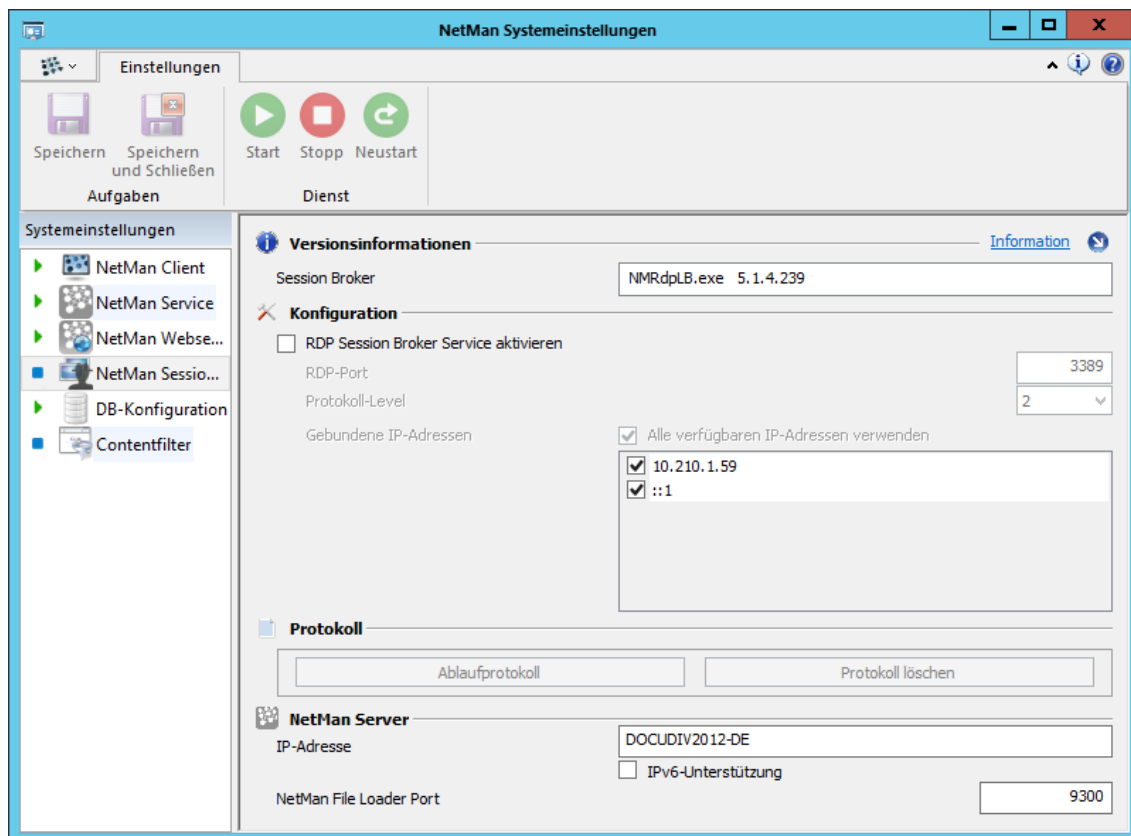 NetMan Systemeinstellungen
Einstellungen
Speichern
Speichern und Schließen
Start
Stopp
Neustart
Aufgaben
Dienst
Systemeinstellungen
NetMan Client
NetMan Service
NetMan Webse...
NetMan Sessio...
DB-Konfiguration
Contentfilter
Versionsinformationen
Information
Session Broker
NMRdpLB.exe 5.1.4.239
Konfiguration
RDP Session Broker Service aktivieren
RDP-Port
3389
Protokoll-Level
2
Gebundene IP-Adressen
Alle verfügbaren IP-Adressen verwenden
10.210.1.59
::1
Protokoll
Ablaufprotokoll
Protokoll löschen
NetMan Server
IP-Adresse
DOCUDIV2012-DE
IPv6-Unterstützung
NetMan File Loader Port
9300